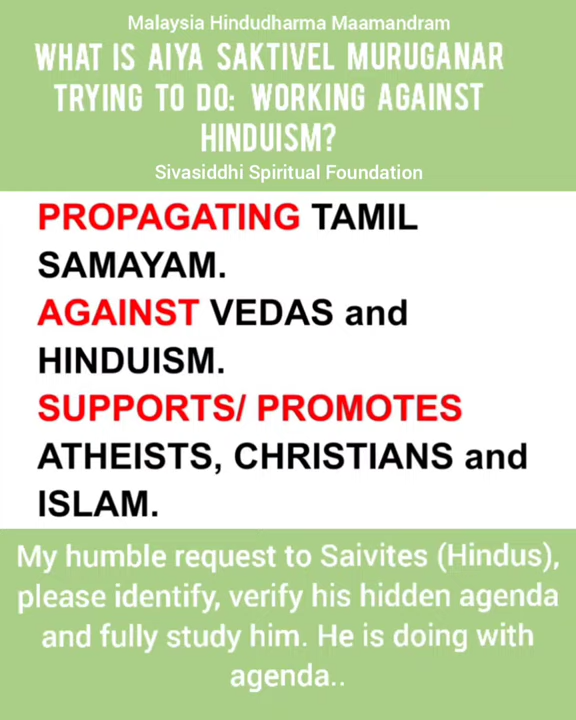 Malaysia Hindudharma Maamandram
WHAT IS AIYA SAKTIVEL MURUGANAR
TRYING TO DO: WORKING AGAINST
HINDUISM?
Sivasiddhi Spiritual Foundation
PROPAGATING TAMIL
SAMAYAM.
AGAINST VEDAS and
HINDUISM.
SUPPORTS/ PROMOTES
ATHEISTS, CHRISTIANS and
ISLAM.
My humble request to Saivites (Hindus),
please identify, verify his hidden agenda
and fully study him. He is doing with
agenda..